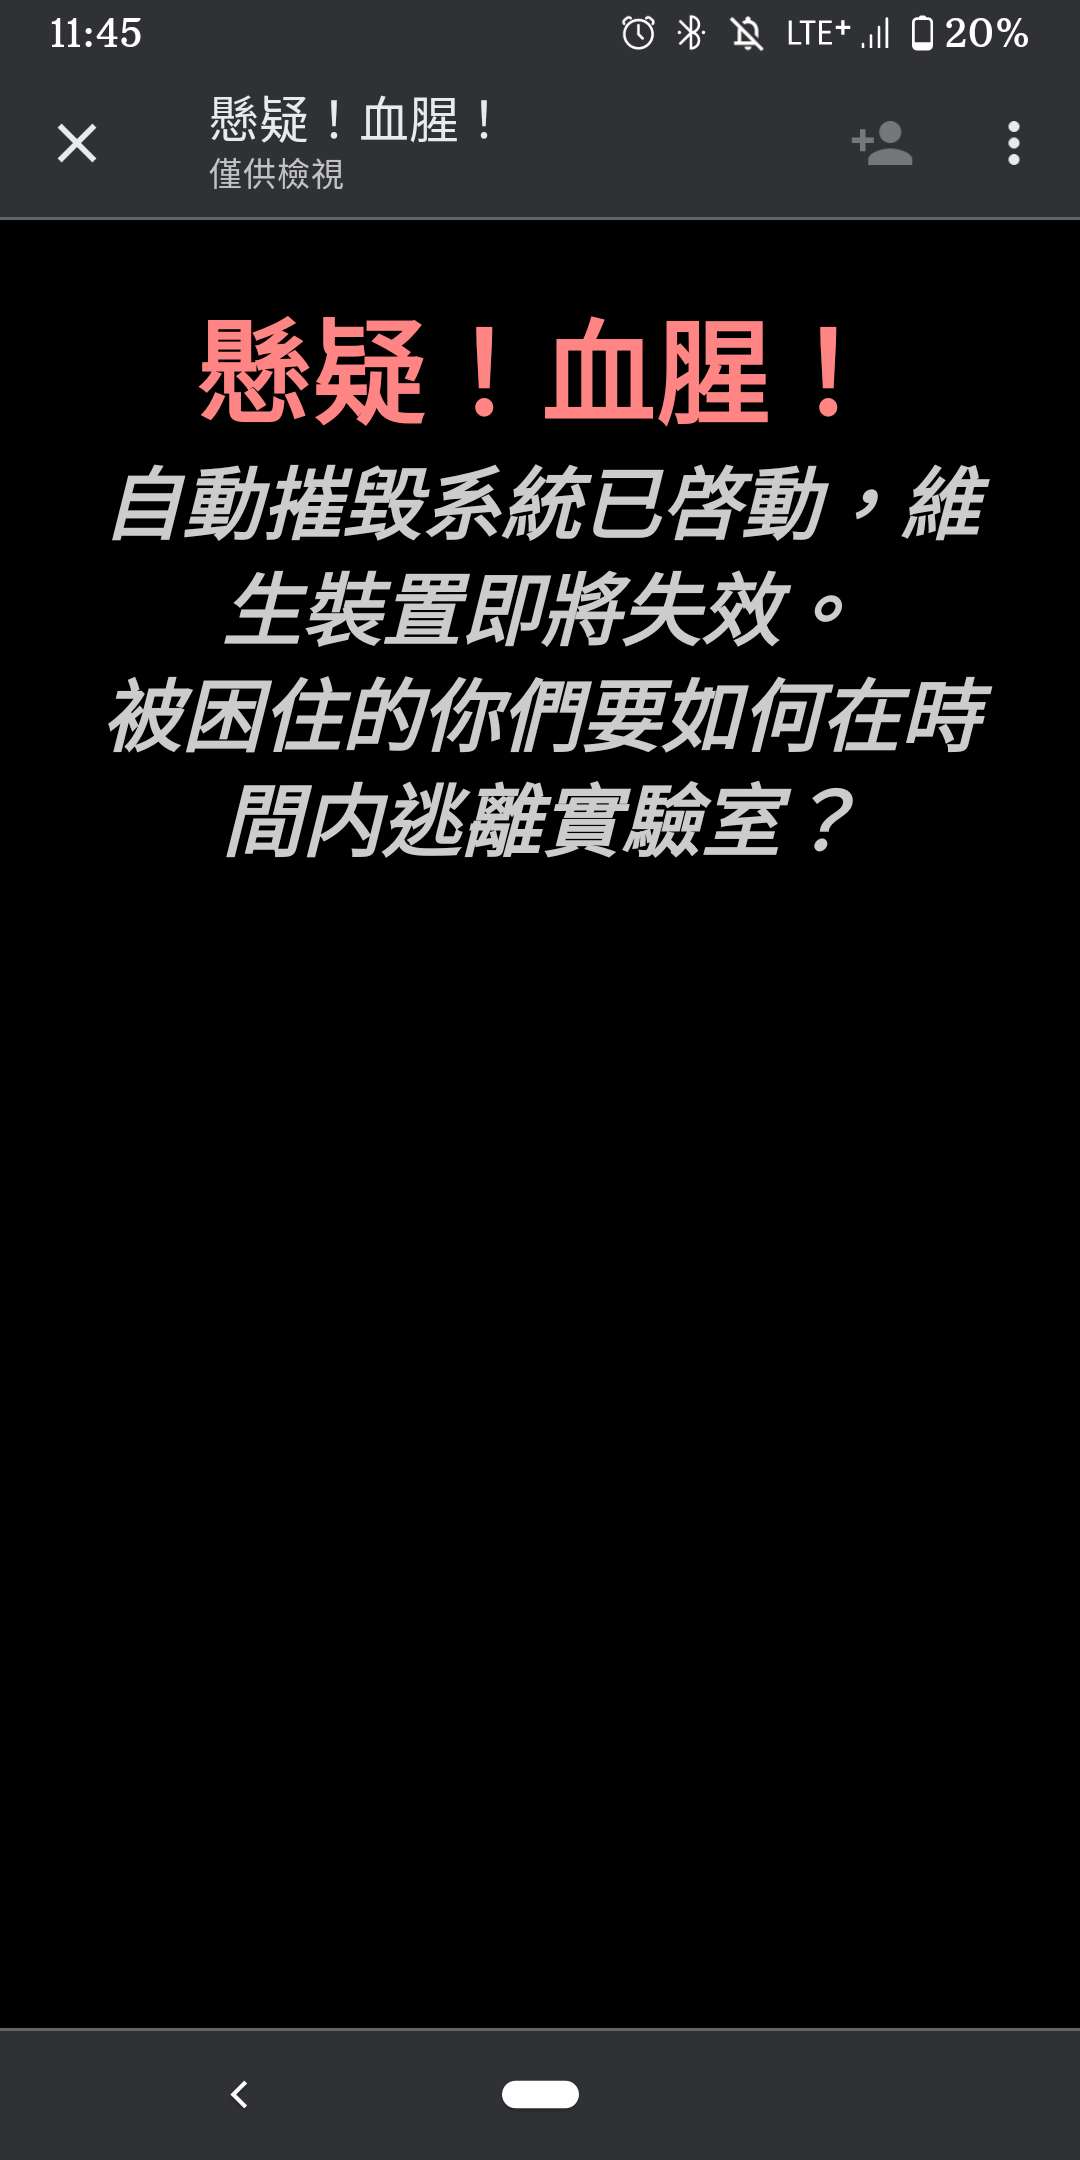 11:45 LTE+ 20%
懸疑！血腥！
僅供檢視
懸疑！血腥！
自動摧毀系統已啓動，維
生裝置即將失效。
被困住的你們要如何在時
間内逃離實驗室？